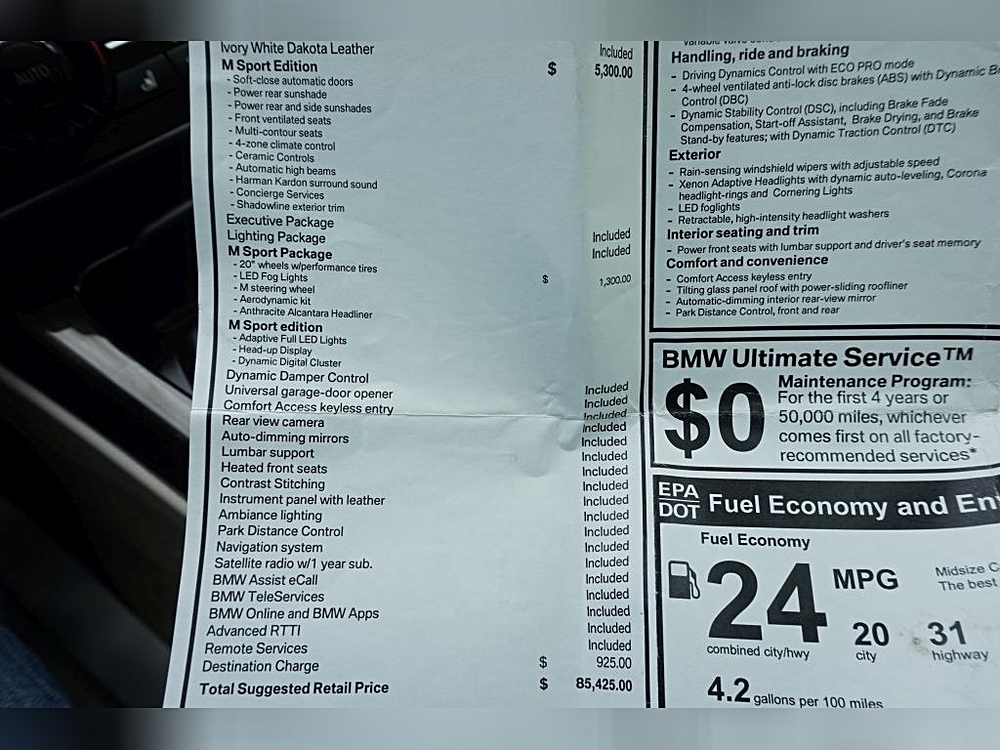 AUTO
Ivory White Dakota Leather Included
M Sport Edition $ 5,300.00
- Soft-close automatic doors
- Power rear sunshade
- Power rear and side sunshades
- Front ventilated seats
- Multi-contour seats
- 4-zone climate control
- Ceramic Controls
- Automatic high beams
- Harman Kardon surround sound
- Concierge Services
- Shadowline exterior trim
Executive Package Included
Lighting Package Included
M Sport Package $ 1,300.00
- 20" wheels w/performance tires
- LED Fog Lights
- M steering wheel
- Aerodynamic kit
- Anthracite Alcantara Headliner
M Sport edition
- Adaptive Full LED Lights
- Head-up Display
- Dynamic Digital Cluster
Dynamic Damper Control Included
Universal garage-door opener Included
Comfort Access keyless entry Included
Rear view camera Included
Auto-dimming mirrors Included
Lumbar support Included
Heated front seats Included
Contrast Stitching Included
Instrument panel with leather Included
Ambiance lighting Included
Park Distance Control Included
Navigation system Included
Satellite radio w/1 year sub. Included
BMW Assist eCall Included
BMW TeleServices Included
BMW Online and BMW Apps Included
Advanced RTTI Included
Remote Services Included
Destination Charge $ 925.00
Total Suggested Retail Price $ 85,425.00
Handling, ride and braking
- Driving Dynamics Control with ECO PRO mode
- 4-wheel ventilated anti-lock disc brakes (ABS) with Dynamic B
Control (DBC)
- Dynamic Stability Control (DSC), including Brake Fade
Compensation, Start-off Assistant, Brake Drying, and Brake
Stand-by features; with Dynamic Traction Control (DTC)
Exterior
- Rain-sensing windshield wipers with adjustable speed
- Xenon Adaptive Headlights with dynamic auto-leveling, Corona
headlight-rings and Cornering Lights
- LED foglights
- Retractable, high-intensity headlight washers
Interior seating and trim
- Power front seats with lumbar support and driver's seat memory
Comfort and convenience
- Comfort Access keyless entry
- Tilting glass panel roof with power-sliding roofliner
- Automatic-dimming interior rear-view mirror
- Park Distance Control, front and rear
BMW Ultimate Service™
$0 Maintenance Program:
For the first 4 years or
50,000 miles, whichever
comes first on all factory-
recommended services*
EPA
DOT Fuel Economy and En
Fuel Economy
24 MPG
combined city/hwy
20
city
31
highway
Midsize C
The best
4.2 gallons per 100 miles